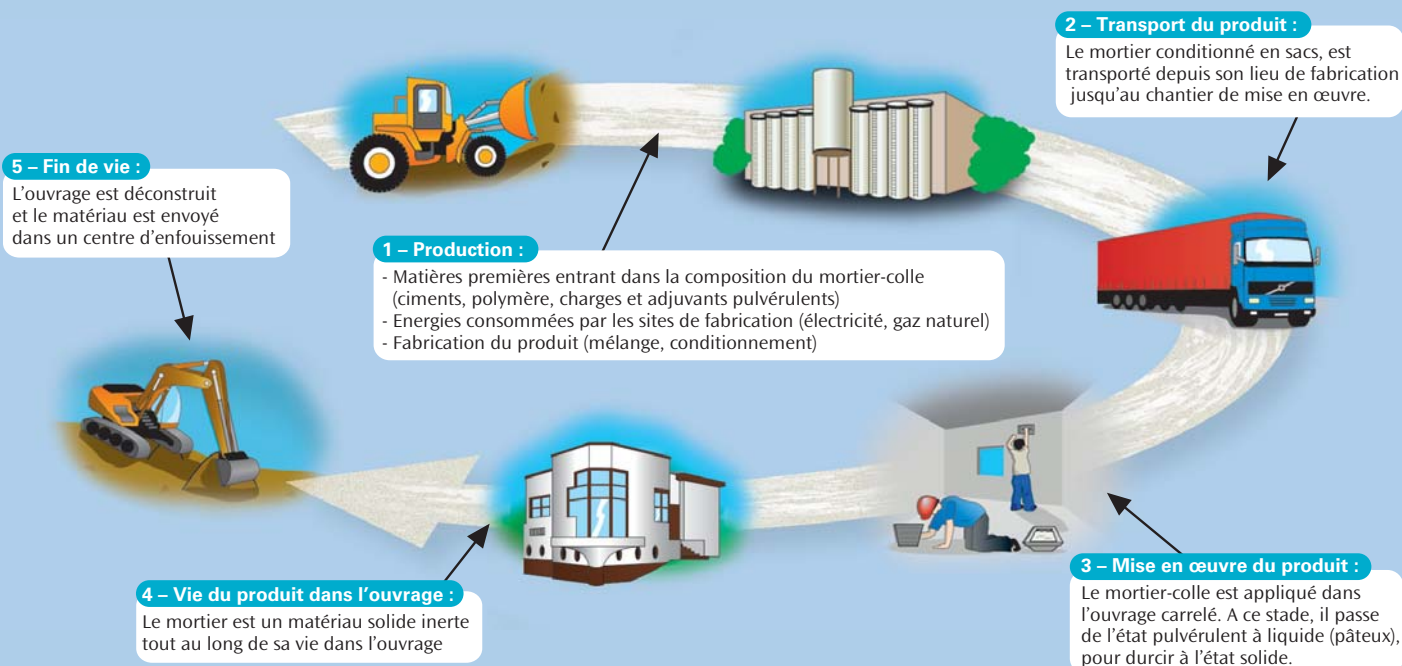 1 – Production :
- Matières premières entrant dans la composition du mortier-colle
(ciments, polymère, charges et adjuvants pulvérulents)
- Energies consommées par les sites de fabrication (électricité, gaz naturel)
- Fabrication du produit (mélange, conditionnement)
2 – Transport du produit :
Le mortier conditionné en sacs, est
transporté depuis son lieu de fabrication
jusqu'au chantier de mise en œuvre.
3 – Mise en œuvre du produit :
Le mortier-colle est appliqué dans
l'ouvrage carrelé. A ce stade, il passe
de l'état pulvérulent à liquide (pâteux),
pour durcir à l'état solide.
4 – Vie du produit dans l'ouvrage :
Le mortier est un matériau solide inerte
tout au long de sa vie dans l'ouvrage
5 – Fin de vie :
L'ouvrage est déconstruit
et le matériau est envoyé
dans un centre d'enfouissement